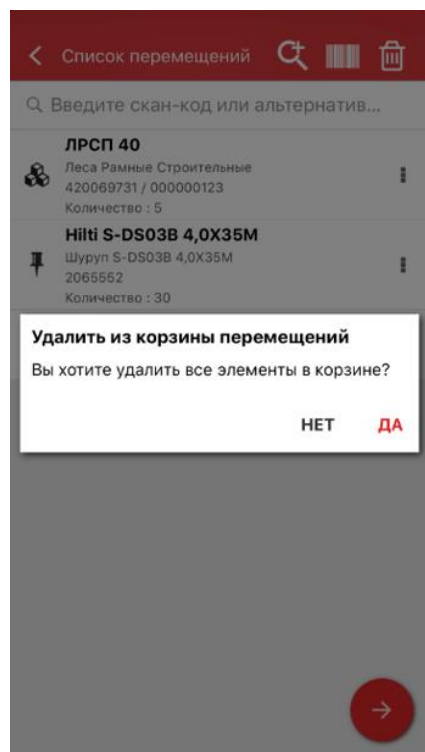 Список перемещений
Введите скан-код или альтернатив...
ЛРСП 40
Леса Рамные Строительные
420069731 / 000000123
Количество : 5
Hilti S-DS03B 4,0X35M
Шуруп S-DS03B 4,0X35M
2065552
Количество : 30
Удалить из корзины перемещений
Вы хотите удалить все элементы в корзине?
НЕТ ДА